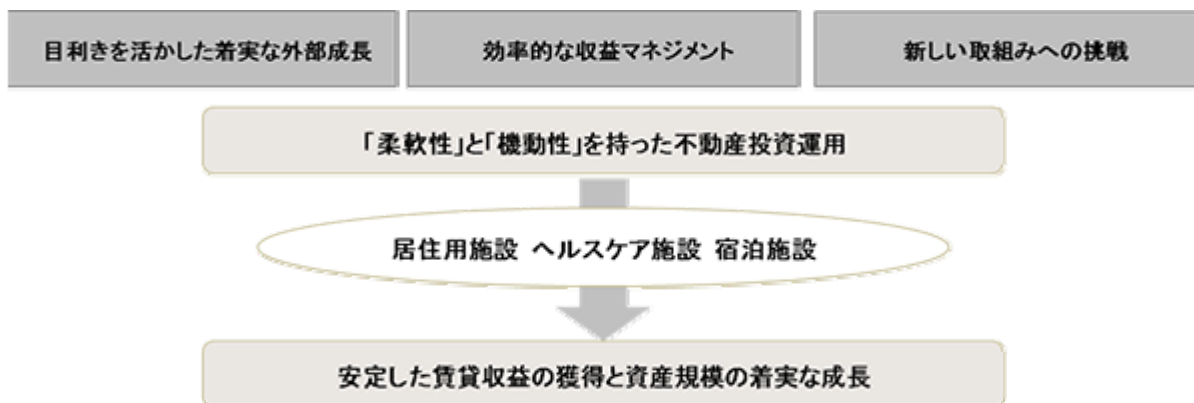 目利きを活かした着実な外部成長
効率的な収益マネジメント
新しい取組みへの挑戦
「柔軟性」と「機動性」を持った不動産投資運用
居住用施設 ヘルスケア施設 宿泊施設
安定した賃貸収益の獲得と資産規模の着実な成長